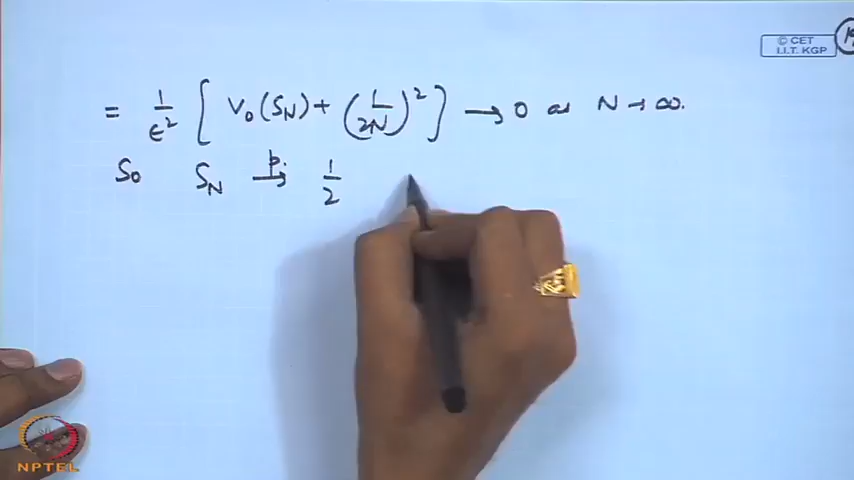 © CET
I.I.T. KGP
= 1/ε² [ V₀(S_N) + (1/2N)² ] → 0 as N → ∞.
So S_N →ᵖ· 1/2
NPTEL